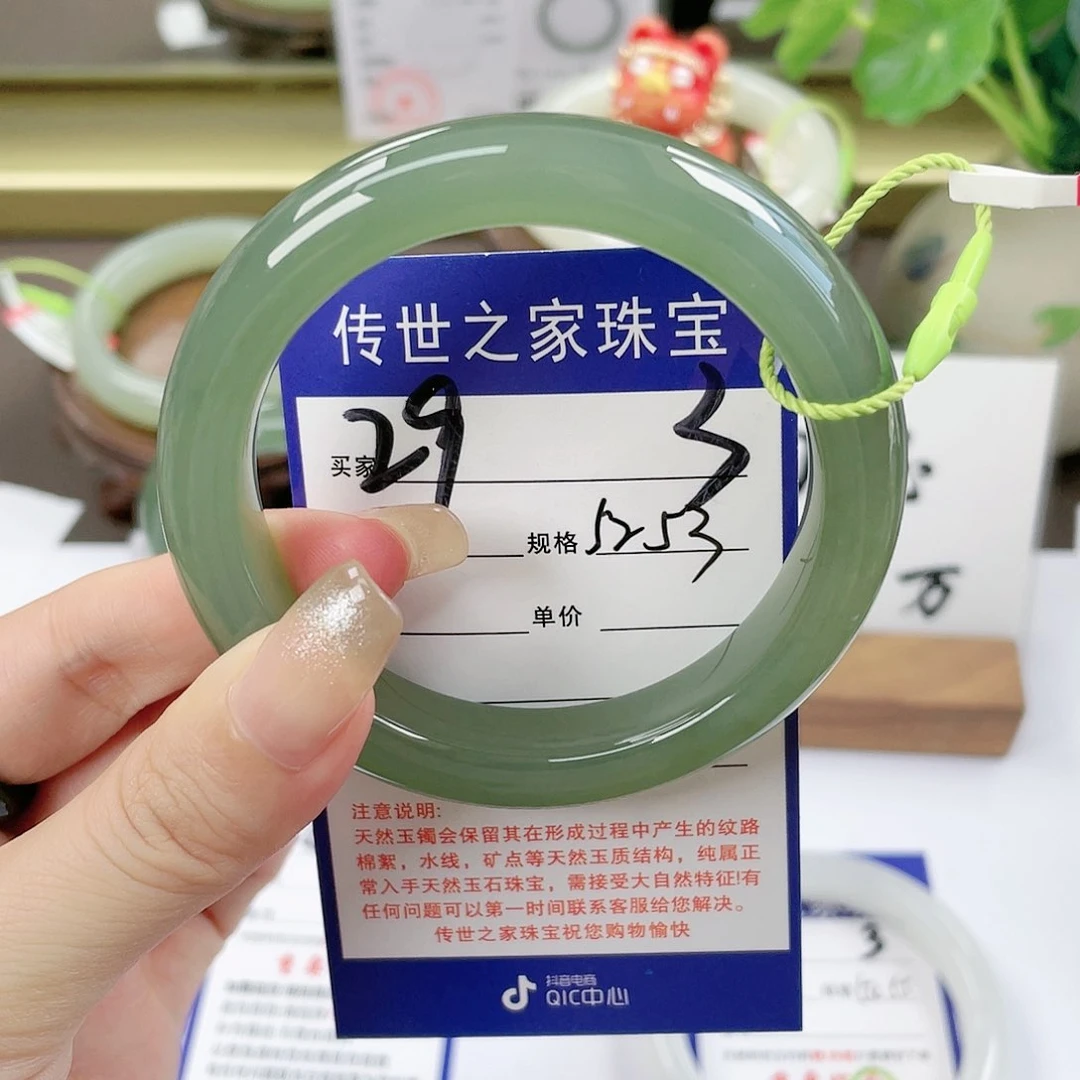 传世之家珠宝
29 3
买家
规格 5253
单价
万
注意说明:
天然玉镯会保留其在形成过程中产生的纹路
棉絮，水线，矿点等天然玉质结构，纯属正
常入手天然玉石珠宝，需接受大自然特征!有
任何问题可以第一时间联系客服给您解决。
传世之家珠宝祝您购物愉快
抖音电商
QIC中心
3